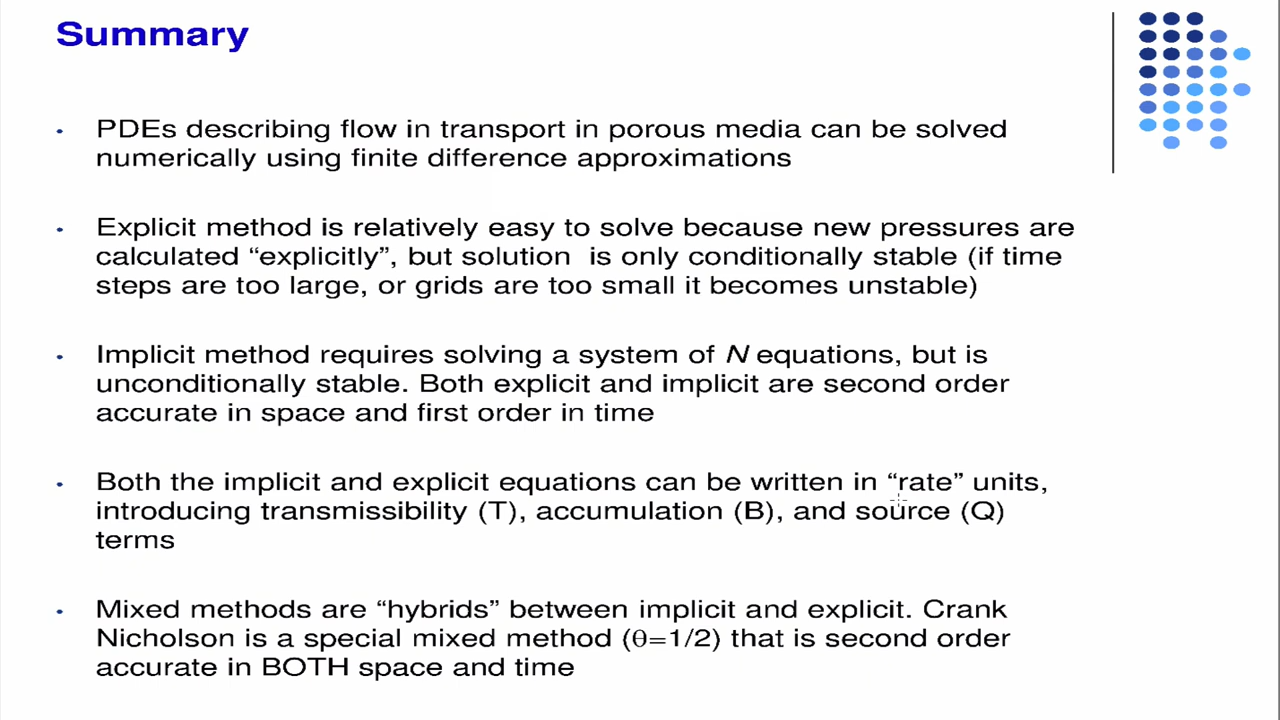 Summary
• PDEs describing flow in transport in porous media can be solved
numerically using finite difference approximations
• Explicit method is relatively easy to solve because new pressures are
calculated “explicitly”, but solution is only conditionally stable (if time
steps are too large, or grids are too small it becomes unstable)
• Implicit method requires solving a system of N equations, but is
unconditionally stable. Both explicit and implicit are second order
accurate in space and first order in time
• Both the implicit and explicit equations can be written in “rate” units,
introducing transmissibility (T), accumulation (B), and source (Q)
terms
• Mixed methods are “hybrids” between implicit and explicit. Crank
Nicholson is a special mixed method (θ=1/2) that is second order
accurate in BOTH space and time